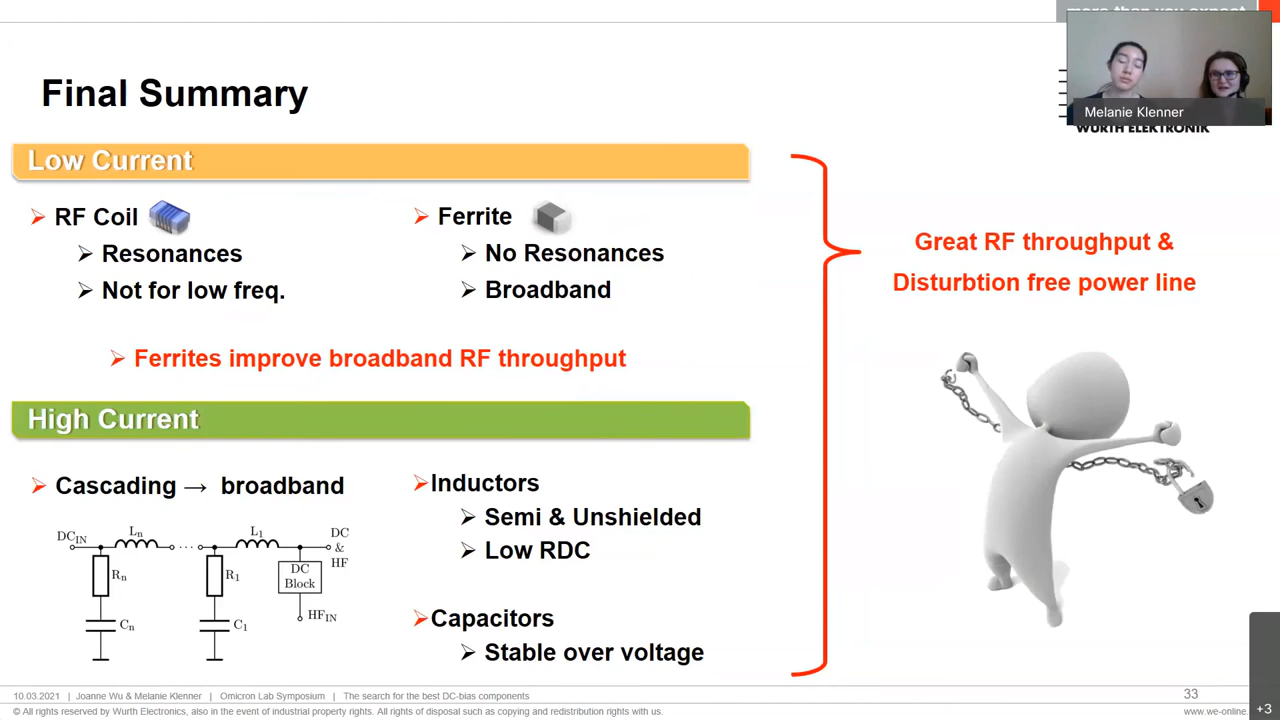 more than you expect
Melanie Klenner
WÜRTH ELEKTRONIK
Final Summary
Low Current
RF Coil
Resonances
Not for low freq.
Ferrite
No Resonances
Broadband
Ferrites improve broadband RF throughput
High Current
Cascading → broadband
DCIN
Ln
L1
DC
&
HF
Rn
R1
DC
Block
Cn
C1
HFIN
Inductors
Semi & Unshielded
Low RDC
Capacitors
Stable over voltage
Great RF throughput &
Disturbtion free power line
10.03.2021 | Joanne Wu & Melanie Klenner | Omicron Lab Symposium | The search for the best DC-bias components
33
© All rights reserved by Wurth Electronics, also in the event of industrial property rights. All rights of disposal such as copying and redistribution rights with us.
www.we-online.
+3